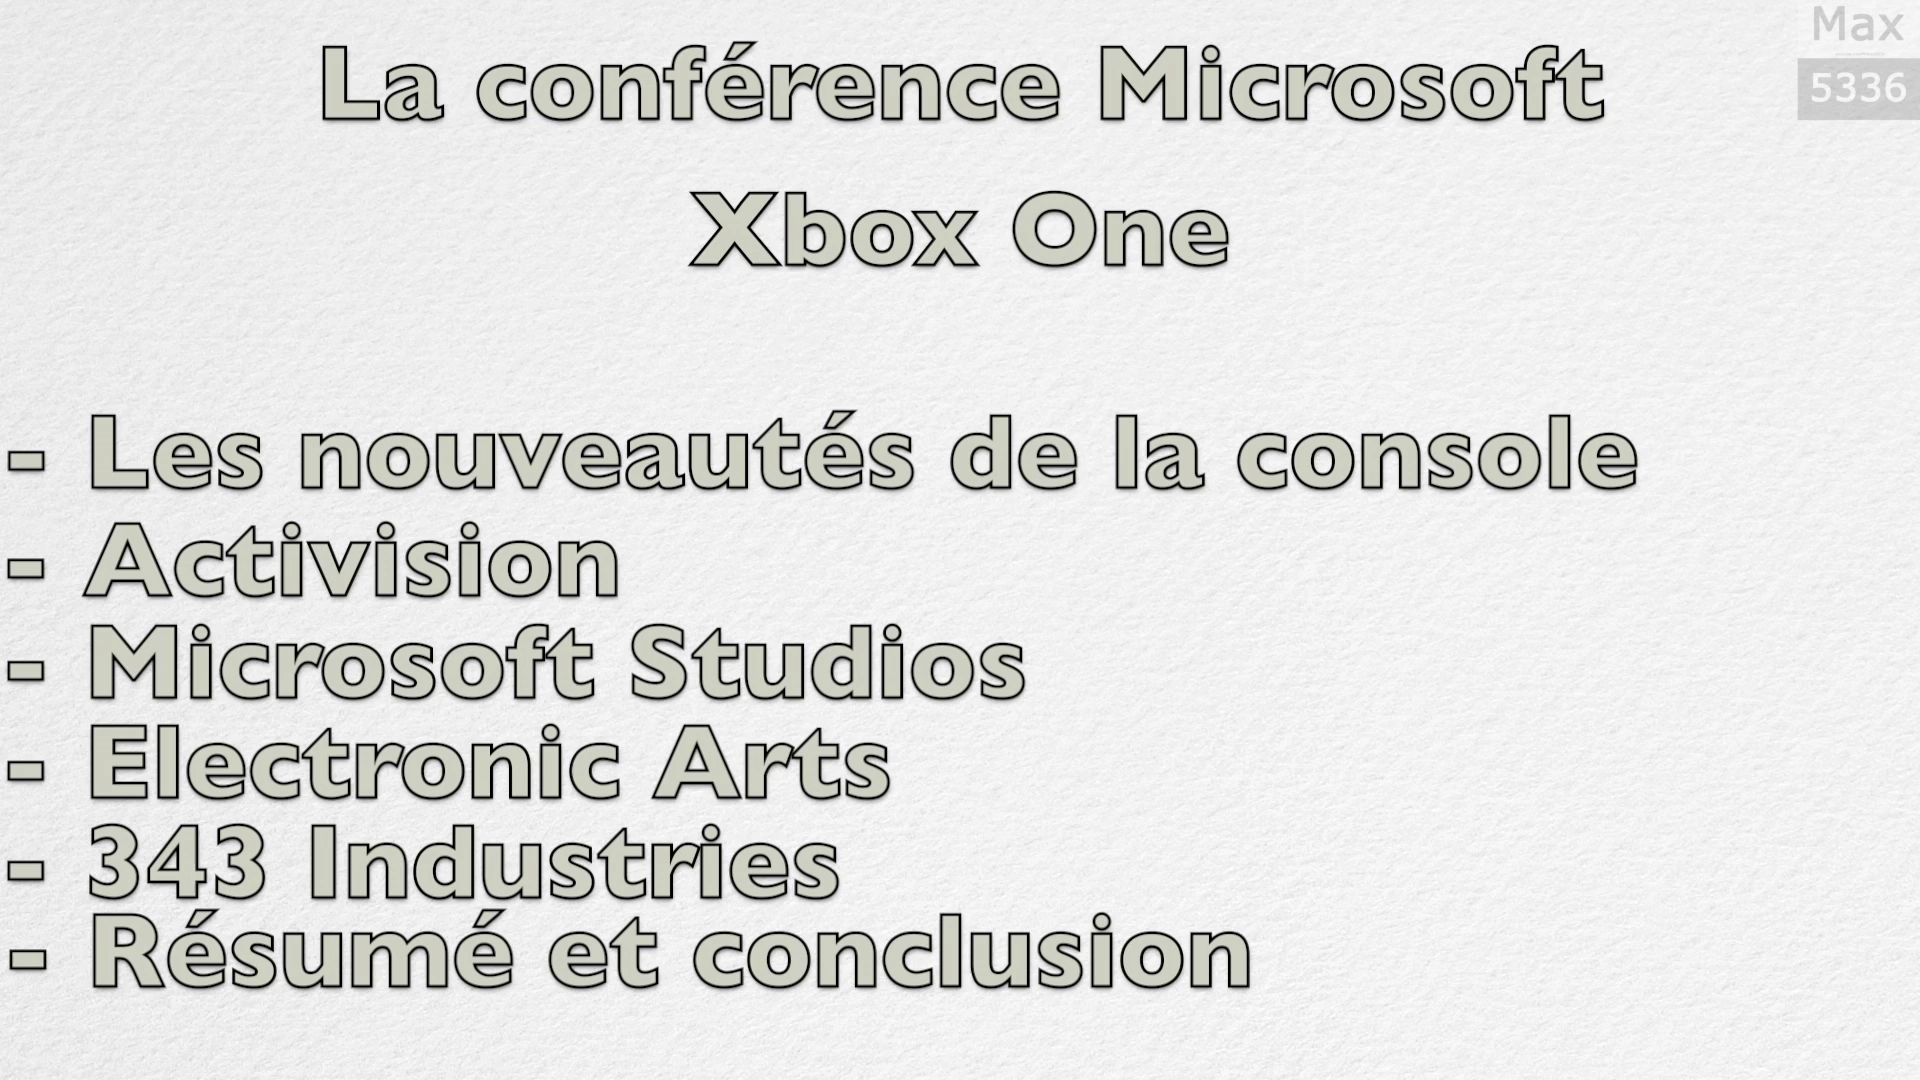 Max
5336
La conférence Microsoft
Xbox One
- Les nouveautés de la console
- Activision
- Microsoft Studios
- Electronic Arts
- 343 Industries
- Résumé et conclusion